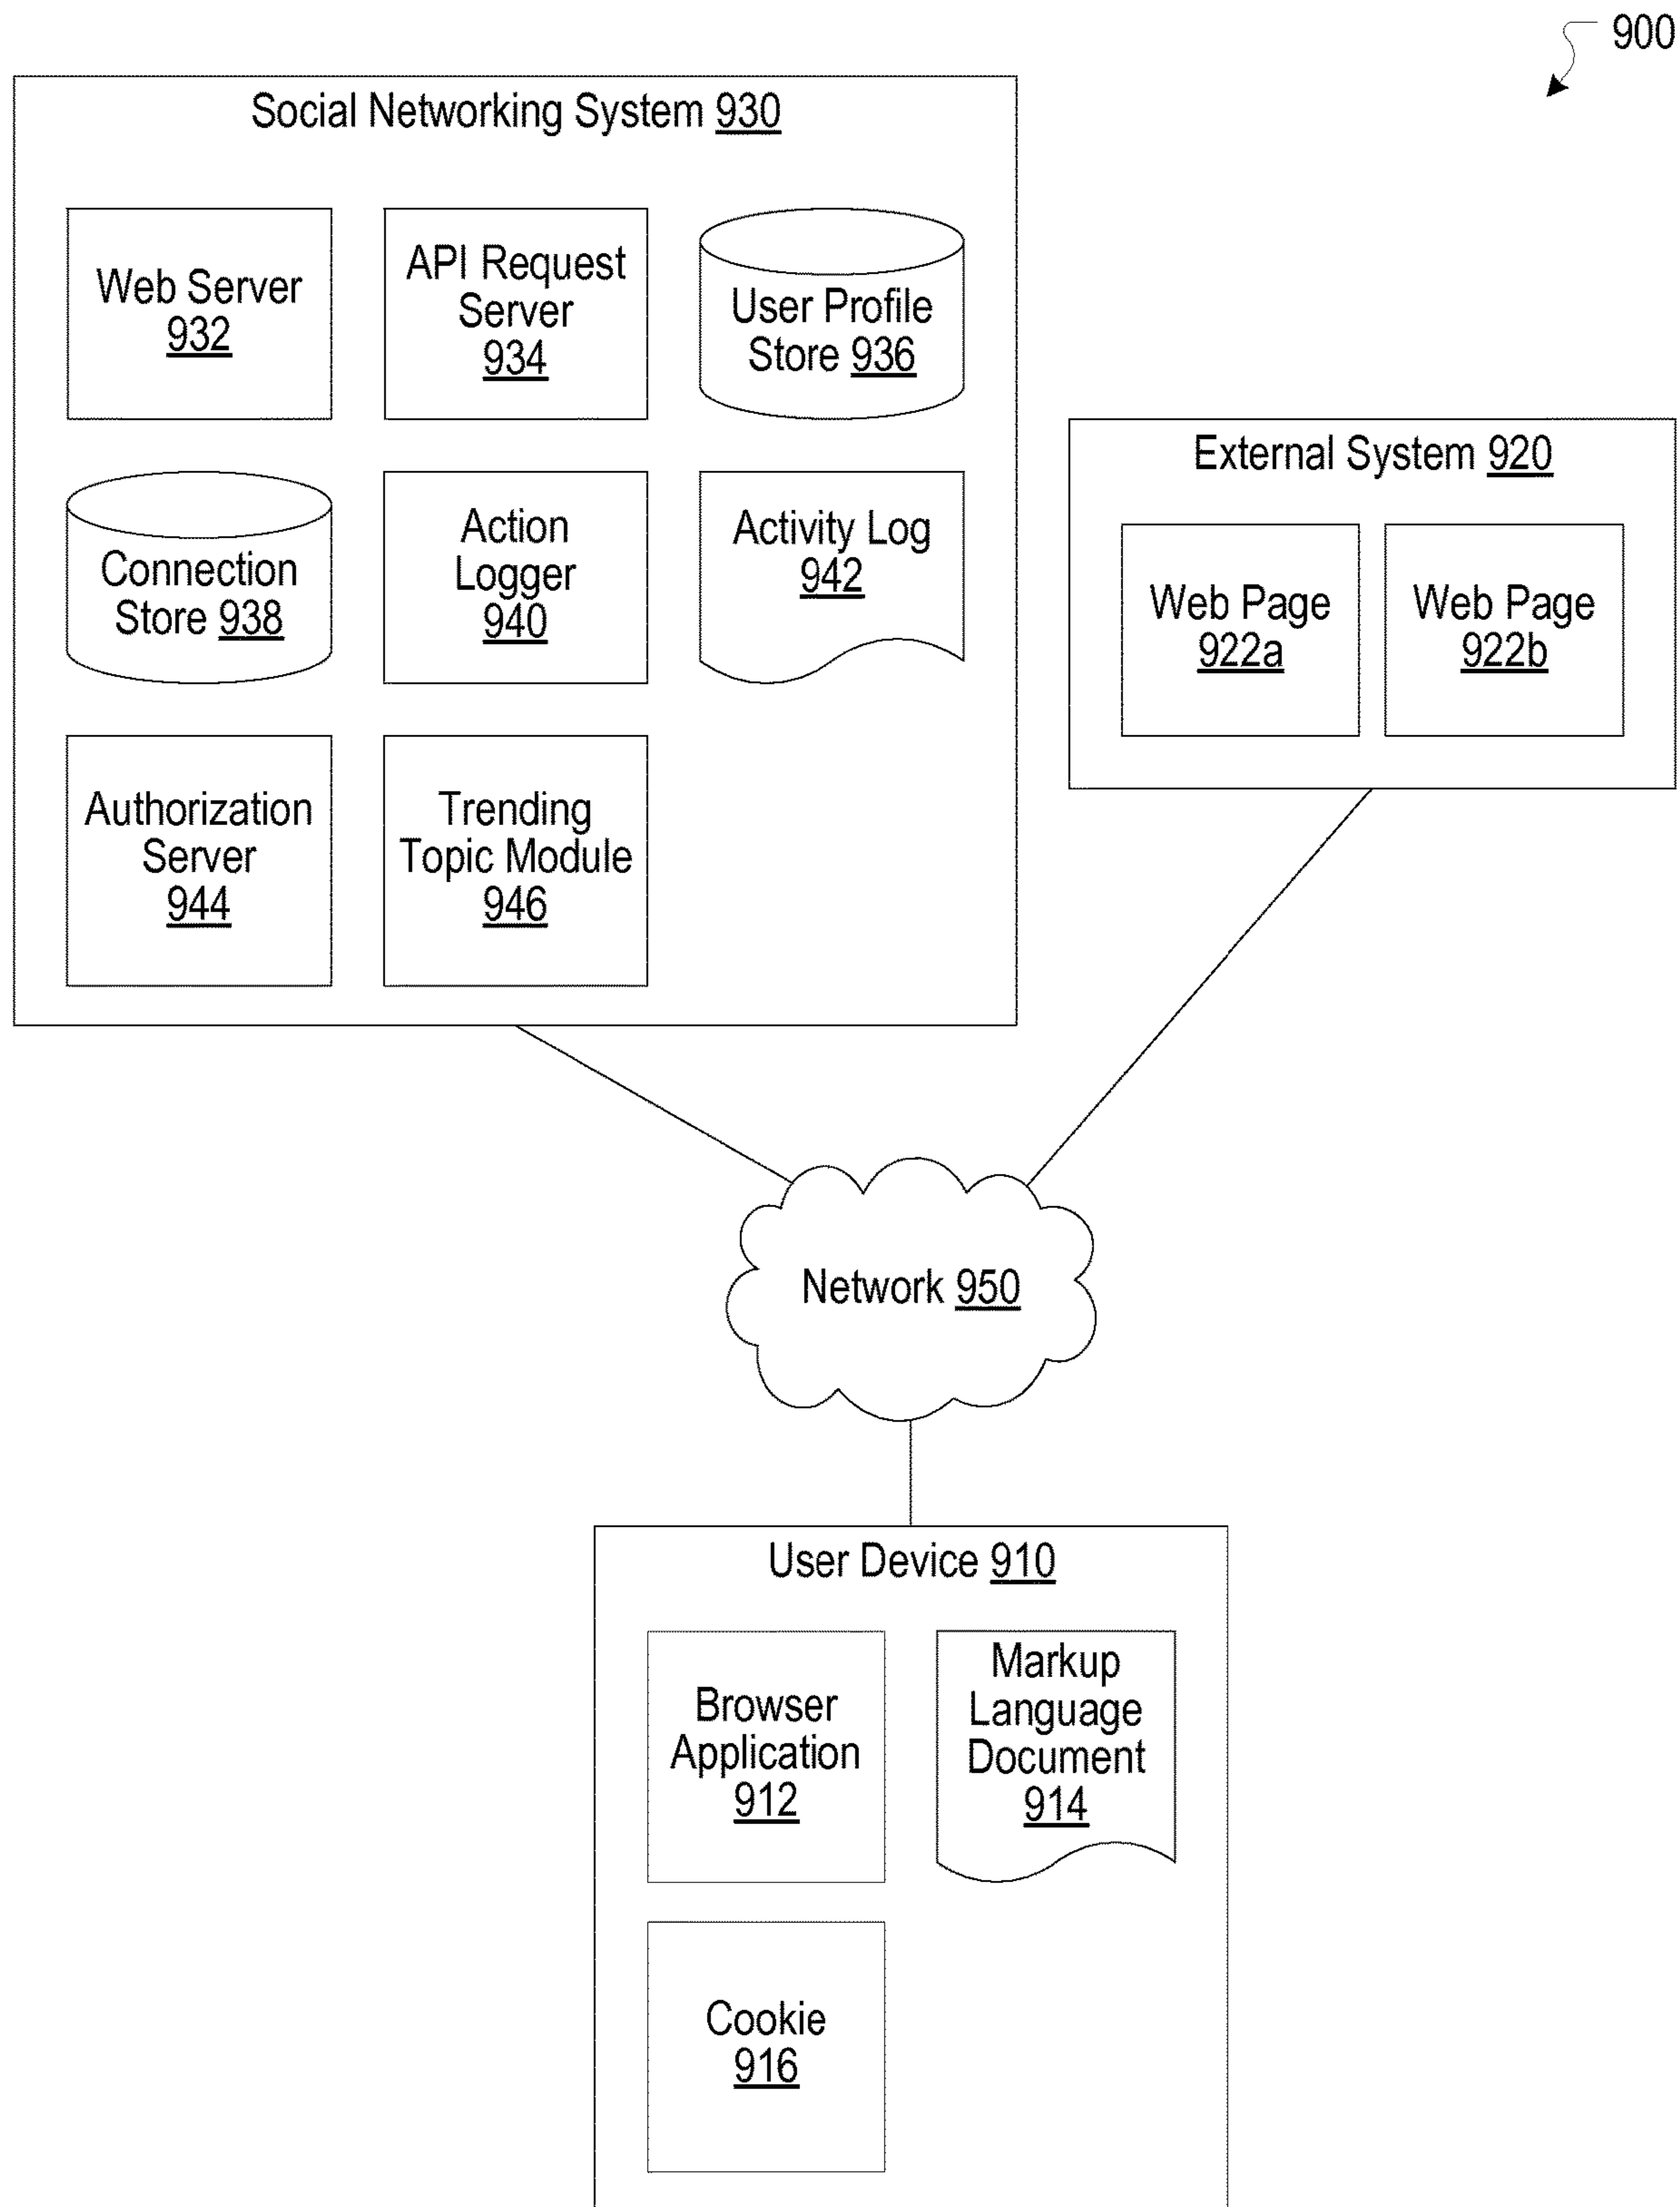 900
Social Networking System 930
Web Server
932
API Request
Server
934
User Profile
Store 936
Connection
Store 938
Action
Logger
940
Activity Log
942
Authorization
Server
944
Trending
Topic Module
946
External System 920
Web Page
922a
Web Page
922b
Network 950
User Device 910
Browser
Application
912
Markup
Language
Document
914
Cookie
916